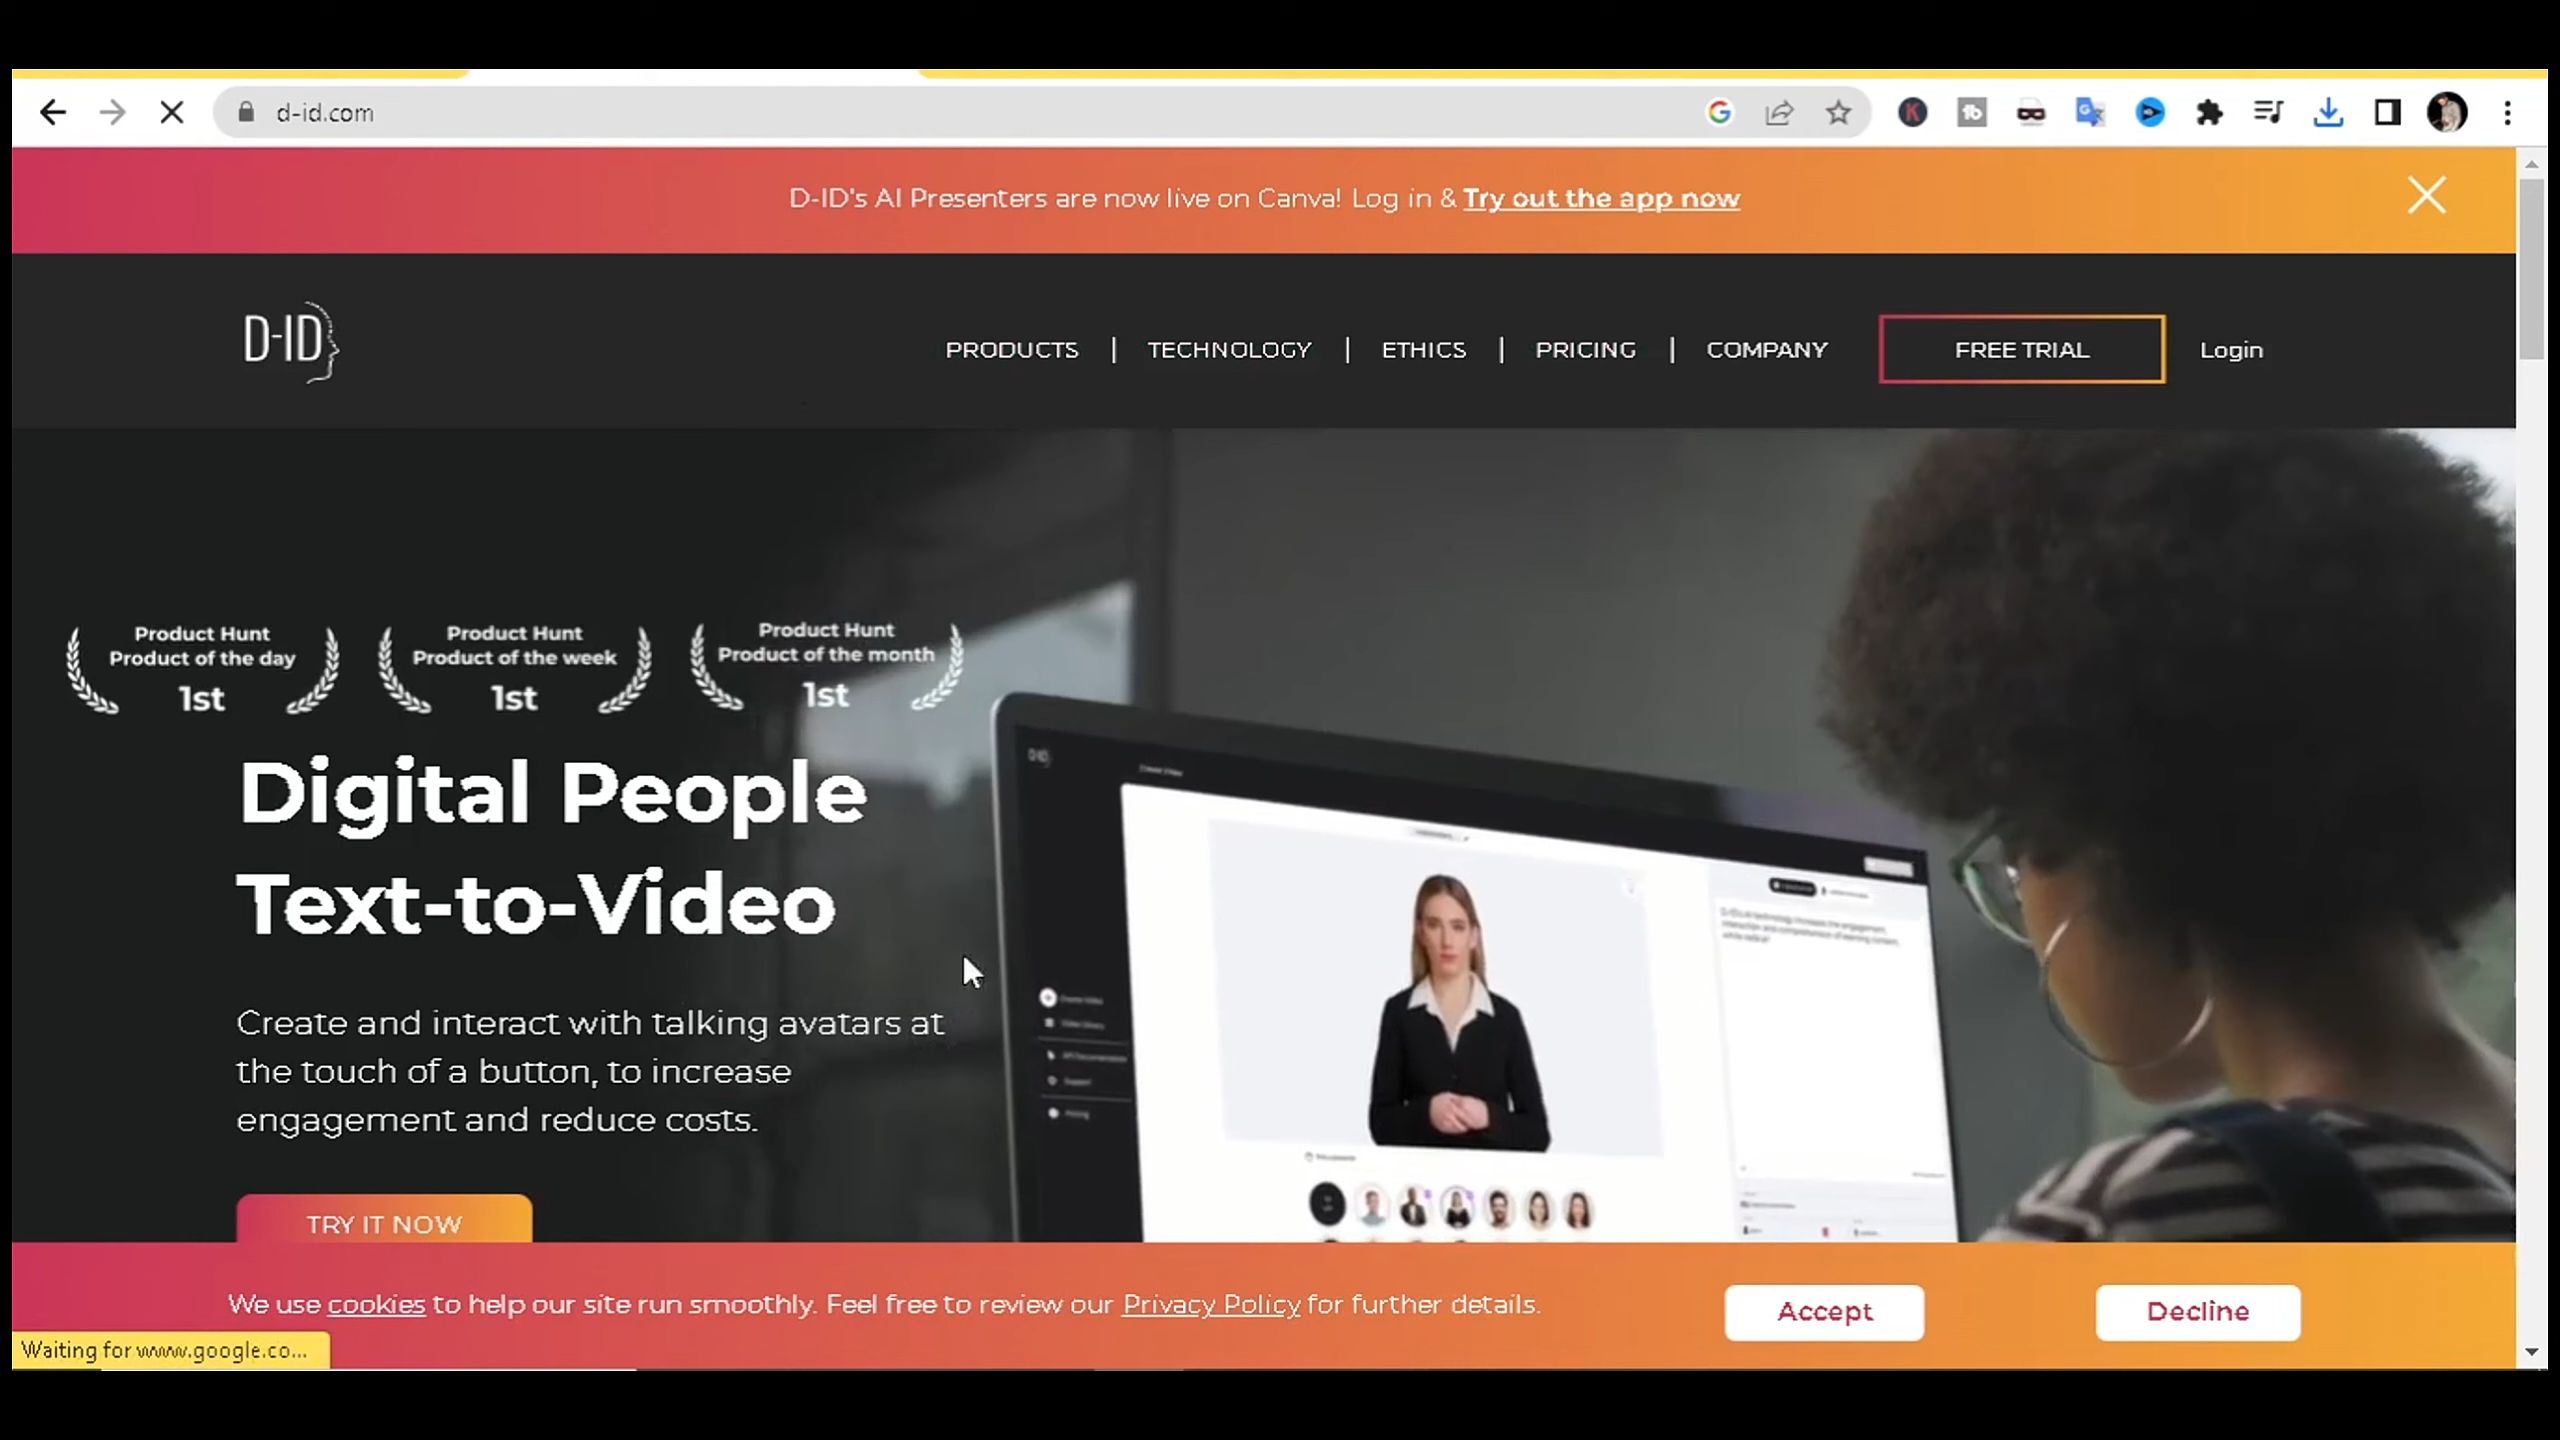 d-id.com
D-ID's AI Presenters are now live on Canva! Log in & Try out the app now
D-ID
PRODUCTS | TECHNOLOGY | ETHICS | PRICING | COMPANY
FREE TRIAL
Login
Product Hunt
Product of the day
1st
Product Hunt
Product of the week
1st
Product Hunt
Product of the month
1st
Digital People
Text-to-Video
Create and interact with talking avatars at
the touch of a button, to increase
engagement and reduce costs.
TRY IT NOW
We use cookies to help our site run smoothly. Feel free to review our Privacy Policy for further details.
Accept
Decline
Waiting for www.google.co...